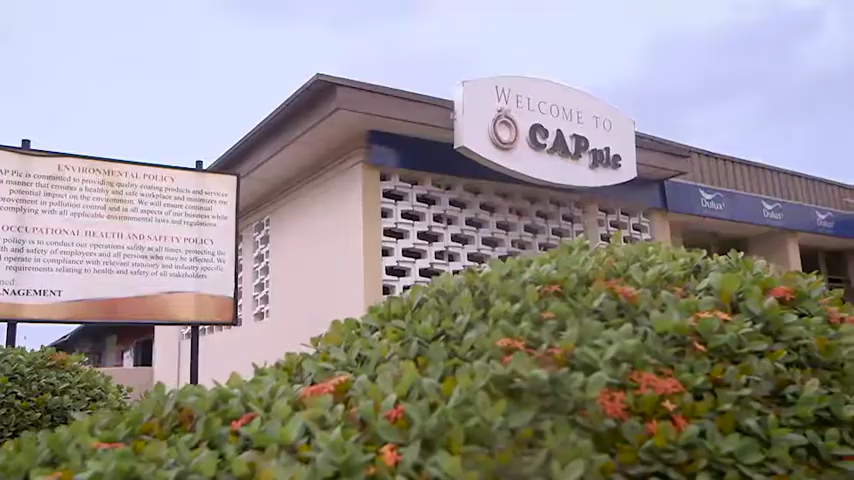 ENVIRONMENTAL POLICY
AP Plc is committed to providing quality coating products and services
manner that ensures a healthy and safe workplace and minimizes our
potential impact on the environment. We will ensure continual
improvement in pollution control and in all aspects of our business while
complying with all applicable environmental laws and regulations.
OCCUPATIONAL HEALTH AND SAFETY POLICY
policy is to conduct our operations safely at all times, protecting the
th and safety of employees and all persons who may be affected. We
operate in compliance with relevant statutory and industry specific
requirements relating to health and safety of all stakeholders.
ned.
NAGEMENT
WELCOME TO
CAP plc
Dulux
Dulux
Dulux